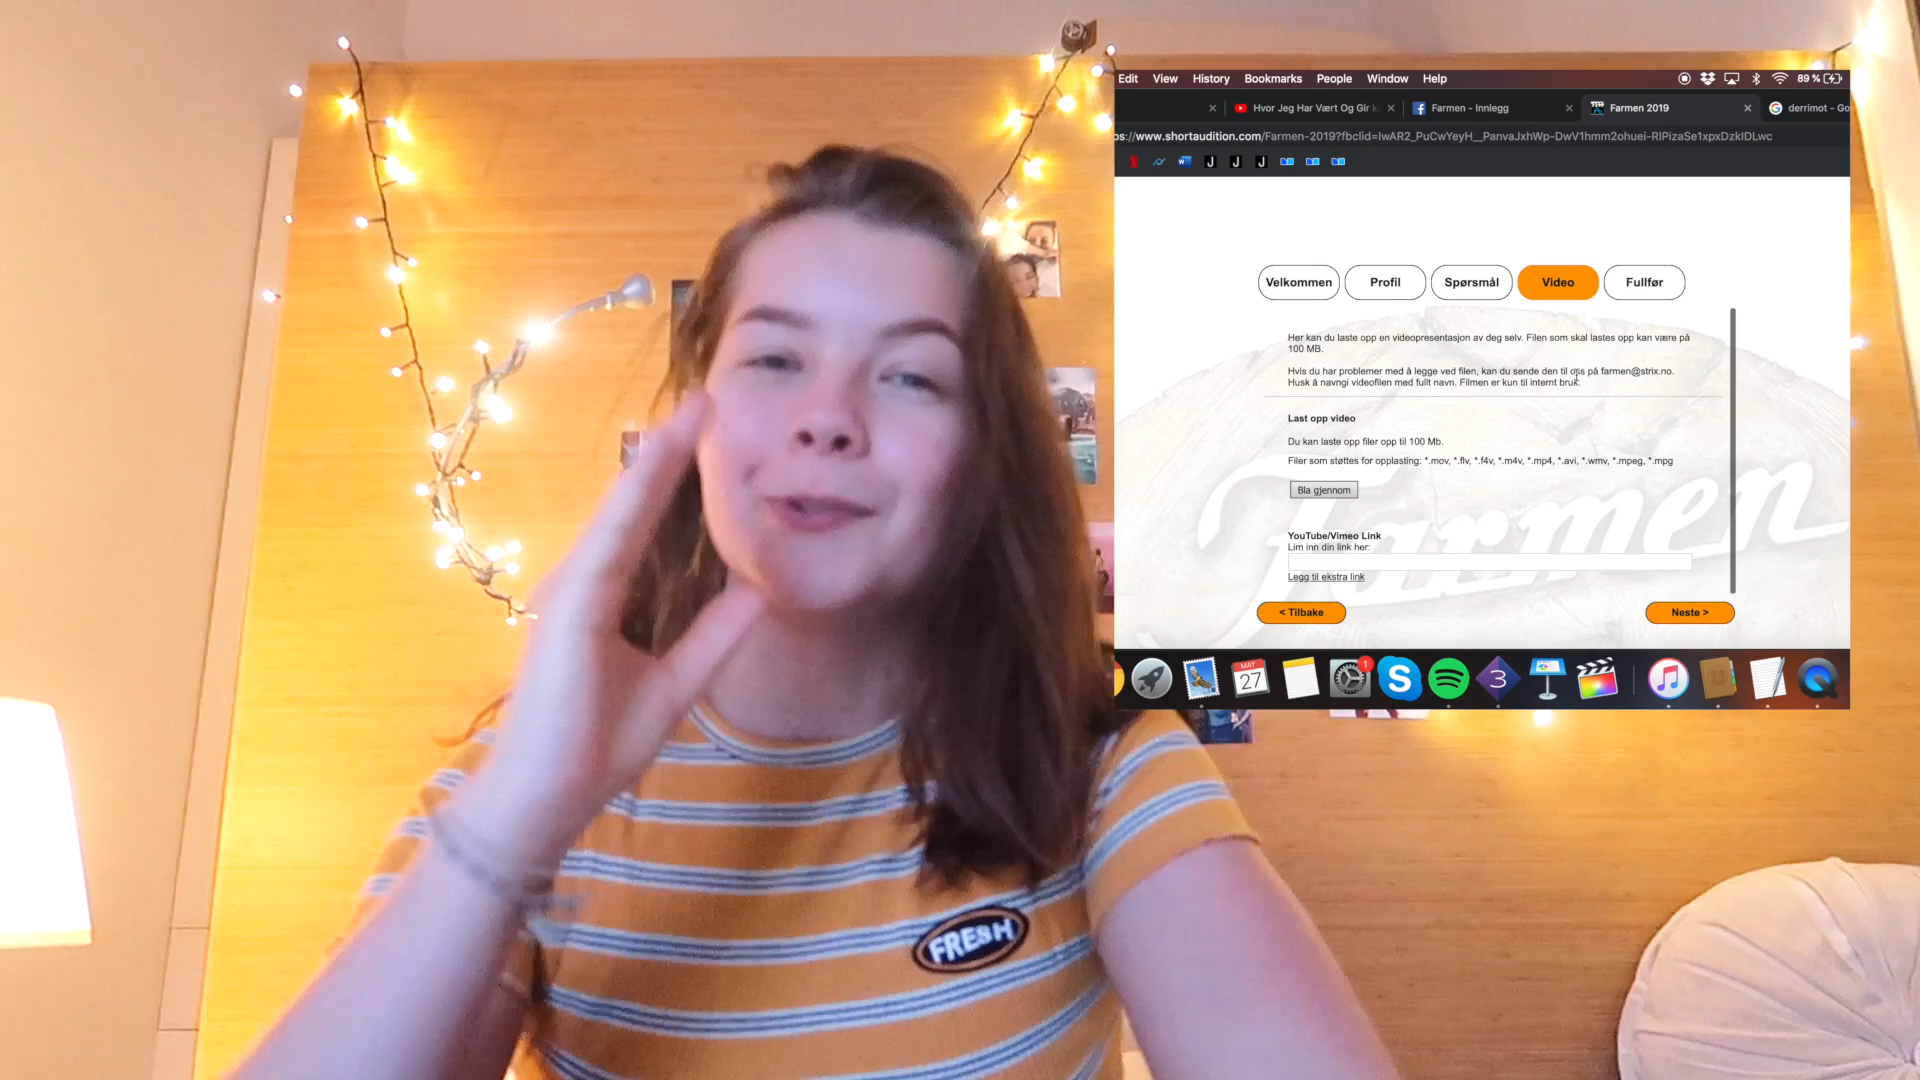 Edit View History Bookmarks People Window Help 89 %
Hvor Jeg Har Vært Og Gir Farmen - Innlegg Farmen 2019 derrimot - Go
https://www.shortaudition.com/Farmen-2019?fbclid=IwAR2_PuCwYeyH__PanvaJxhWp-DwV1hmm2ohuei-RlPizaSe1xpxDzkIDLwc
Velkommen Profil Spørsmål Video Fullfør
Her kan du laste opp en videopresentasjon av deg selv. Filen som skal lastes opp kan være på
100 MB.
Hvis du har problemer med å legge ved filen, kan du sende den til oss på farmen@strix.no.
Husk å navngi videofilen med fullt navn. Filmen er kun til internt bruk.
Last opp video
Du kan laste opp filer opp til 100 Mb.
Filer som støttes for opplasting: *.mov, *.flv, *.f4v, *.m4v, *.mp4, *.avi, *.wmv, *.mpeg, *.mpg
Bla gjennom
Farmen
YouTube/Vimeo Link
Lim inn din link her:
Legg til ekstra link
< Tilbake Neste >
MAY
27
1
3
FRESH